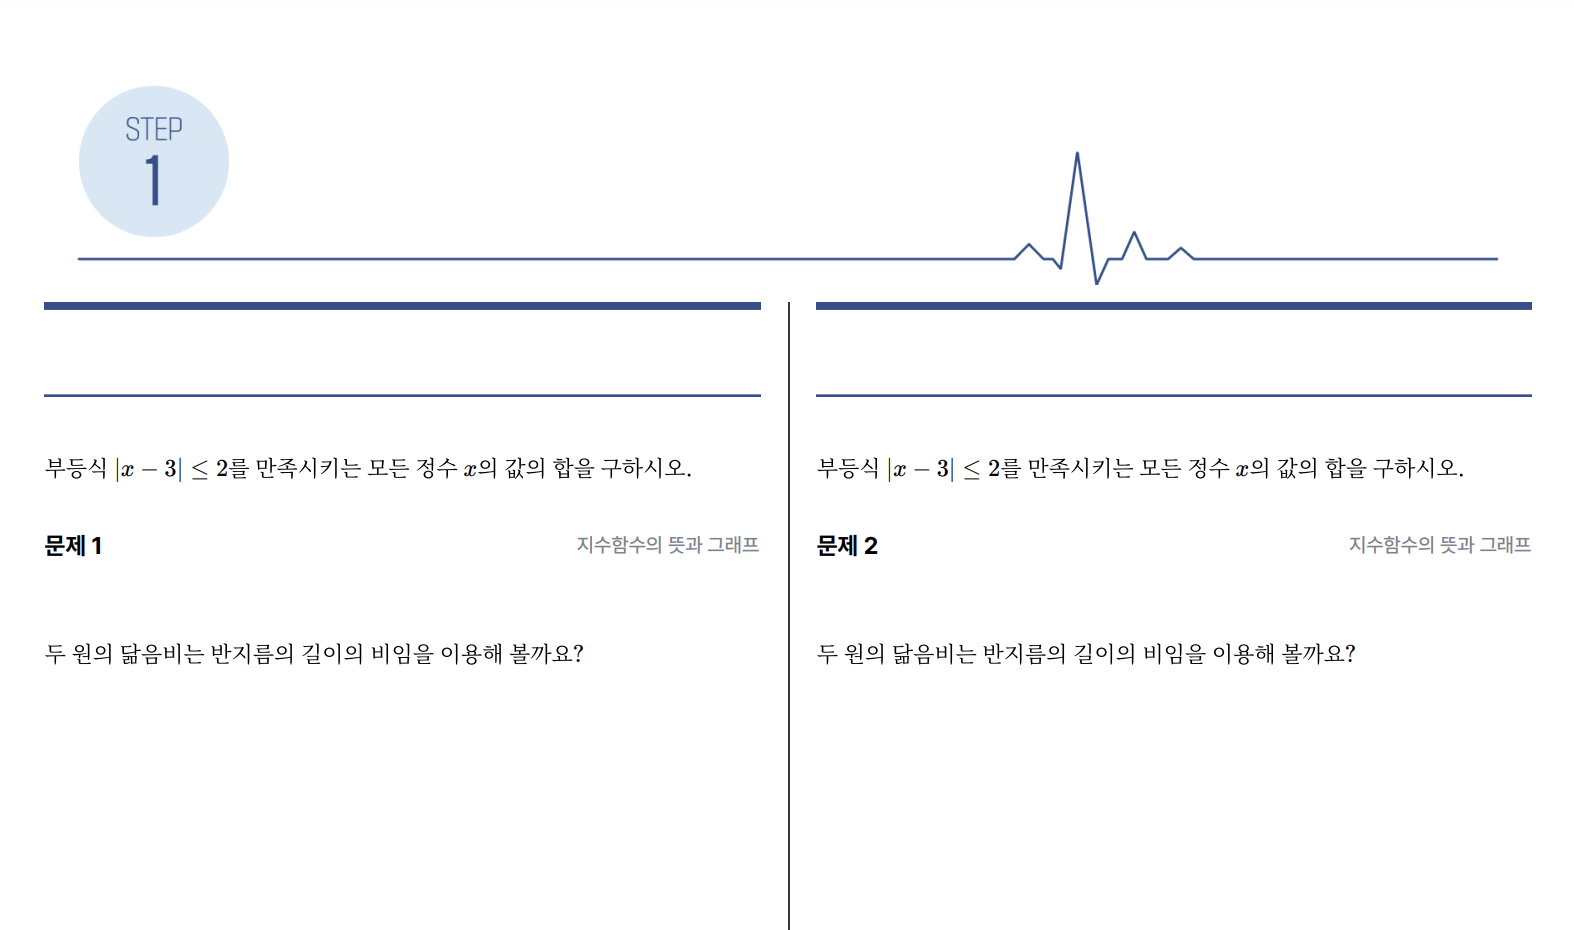 STEP
1
부등식 |x − 3| ≤ 2를 만족시키는 모든 정수 x의 값의 합을 구하시오.
문제 1
지수함수의 뜻과 그래프
두 원의 닮음비는 반지름의 길이의 비임을 이용해 볼까요?
부등식 |x − 3| ≤ 2를 만족시키는 모든 정수 x의 값의 합을 구하시오.
문제 2
지수함수의 뜻과 그래프
두 원의 닮음비는 반지름의 길이의 비임을 이용해 볼까요?